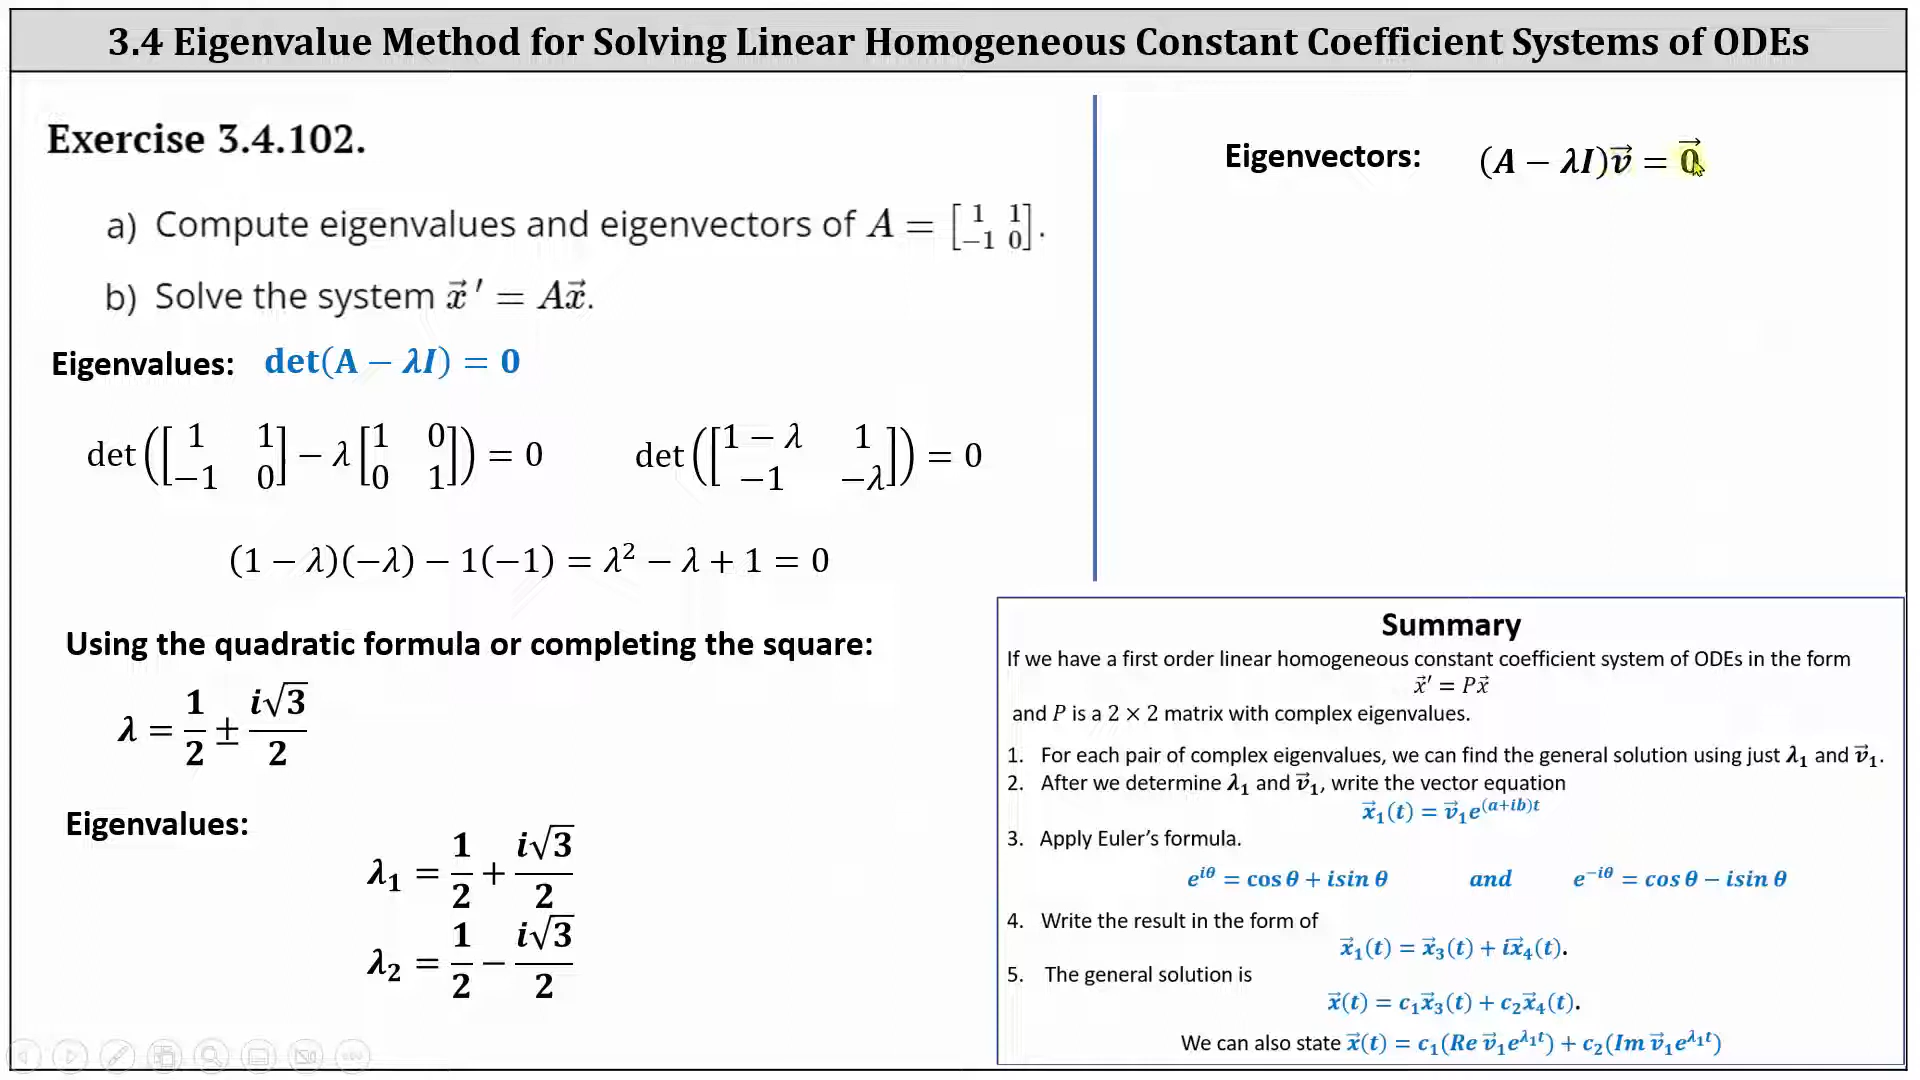 3.4 Eigenvalue Method for Solving Linear Homogeneous Constant Coefficient Systems of ODEs
Exercise 3.4.102.
a) Compute eigenvalues and eigenvectors of A = [1 1; −1 0].
b) Solve the system x⃗ ′ = Ax⃗.
Eigenvalues: det(A − λI) = 0
det([1 1; −1 0] − λ[1 0; 0 1]) = 0    det([1 − λ 1; −1 −λ]) = 0
(1 − λ)(−λ) − 1(−1) = λ² − λ + 1 = 0
Using the quadratic formula or completing the square:
λ = 1/2 ± i√3/2
Eigenvalues:
λ₁ = 1/2 + i√3/2
λ₂ = 1/2 − i√3/2
Eigenvectors: (A − λI)v⃗ = 0⃗
Summary
If we have a first order linear homogeneous constant coefficient system of ODEs in the form
x⃗′ = Px⃗
and P is a 2 × 2 matrix with complex eigenvalues.
1. For each pair of complex eigenvalues, we can find the general solution using just λ₁ and v⃗₁.
2. After we determine λ₁ and v⃗₁, write the vector equation
x⃗₁(t) = v⃗₁e^(a+ib)t
3. Apply Euler’s formula.
e^iθ = cos θ + isin θ and e^−iθ = cos θ − isin θ
4. Write the result in the form of
x⃗₁(t) = x⃗₃(t) + ix⃗₄(t).
5. The general solution is
x⃗(t) = c₁x⃗₃(t) + c₂x⃗₄(t).
We can also state x⃗(t) = c₁(Re v⃗₁e^λ₁t) + c₂(Im v⃗₁e^λ₁t)